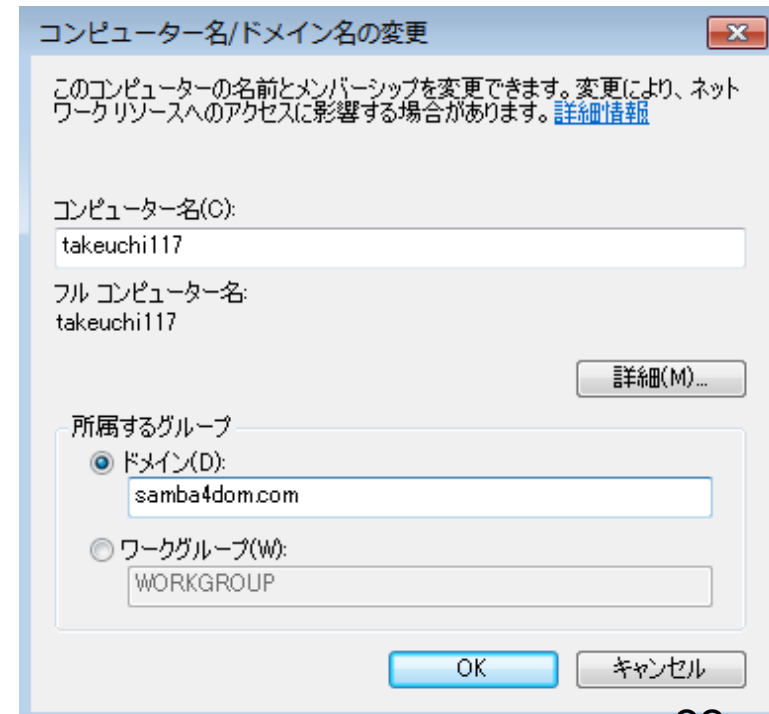 コンピューター名/ドメイン名の変更
このコンピューターの名前とメンバーシップを変更できます。変更により、ネット
ワーク リソースへのアクセスに影響する場合があります。詳細情報
コンピューター名(C):
takeuchi117
フル コンピューター名:
takeuchi117
詳細(M)...
所属するグループ
ドメイン(D):
samba4dom.com
ワークグループ(W):
WORKGROUP
OK キャンセル